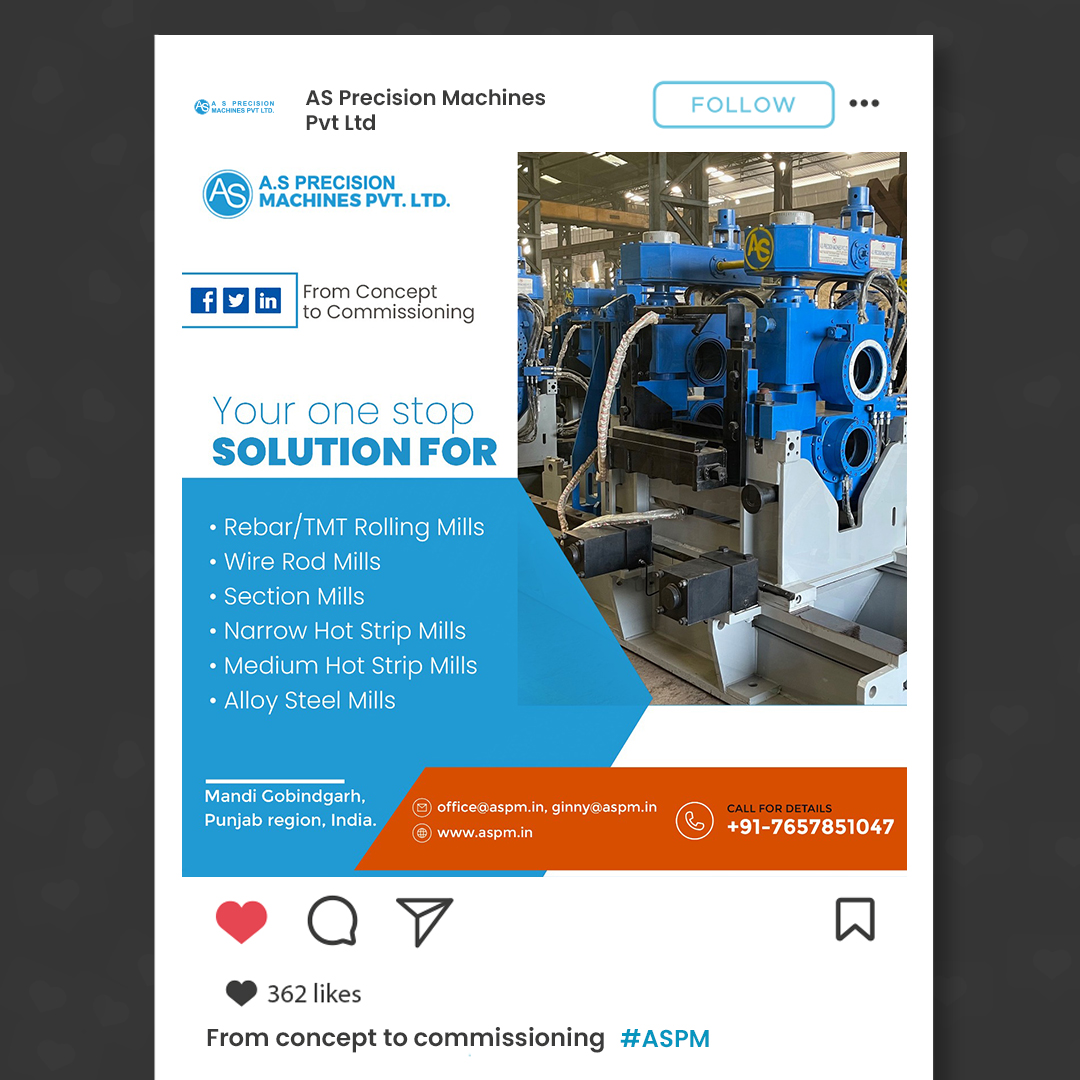 A S PRECISION
MACHINES PVT LTD.
AS Precision Machines
Pvt Ltd
FOLLOW
AS
A.S PRECISION
MACHINES PVT. LTD.
AS
From Concept
to Commissioning
Your one stop
SOLUTION FOR
• Rebar/TMT Rolling Mills
• Wire Rod Mills
• Section Mills
• Narrow Hot Strip Mills
• Medium Hot Strip Mills
• Alloy Steel Mills
Mandi Gobindgarh,
Punjab region, India.
office@aspm.in, ginny@aspm.in
www.aspm.in
CALL FOR DETAILS
+91-7657851047
362 likes
From concept to commissioning #ASPM